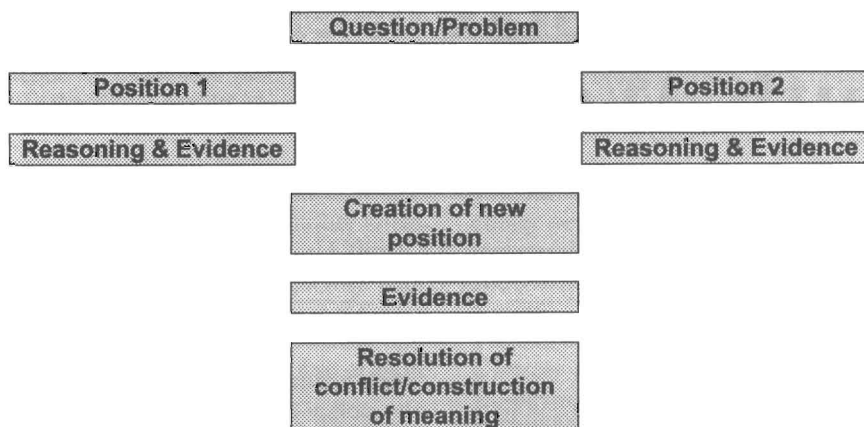 Question/Problem
Position 1
Position 2
Reasoning & Evidence
Reasoning & Evidence
Creation of new
position
Evidence
Resolution of
conflict/construction
of meaning